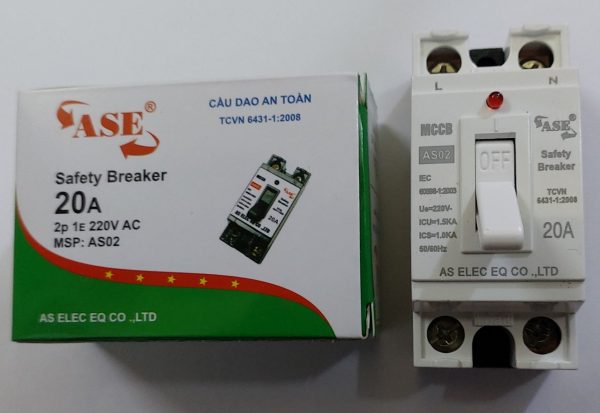 ASE®
CẦU DAO AN TOÀN
TCVN 6431-1:2008
Safety Breaker
20A
2p 1E 220V AC
MSP: AS02
ASE
20A
AS ELEC EQ CO .,LTD
L N
MCCB
ASE
AS02
OFF
Safety
Breaker
IEC
60898-1:2003
TCVN
6431-1:2008
Ue=220V~
ICU=1.5KA
ICS=1.0KA
50/60Hz
20A
AS ELEC EQ CO .,LTD